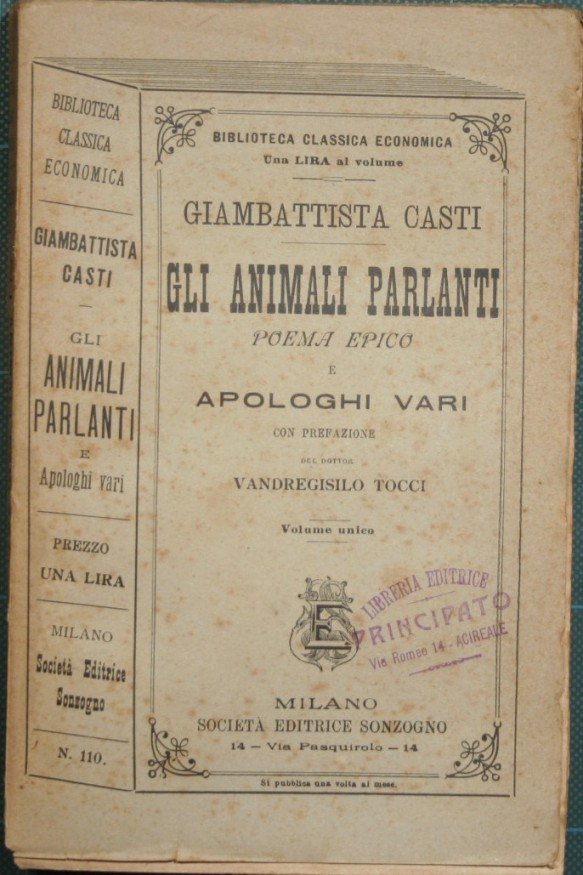 BIBLIOTECA
CLASSICA
ECONOMICA
GIAMBATTISTA
CASTI
GLI
ANIMALI
PARLANTI
E
Apologhi vari
PREZZO
UNA LIRA
MILANO
Società Editrice
Sonzogno
N. 110.
BIBLIOTECA CLASSICA ECONOMICA
Una LIRA al volume
GIAMBATTISTA CASTI
GLI ANIMALI PARLANTI
POEMA EPICO
E
APOLOGHI VARI
CON PREFAZIONE
DEL DOTTOR
VANDREGISILO TOCCI
Volume unico
E
LIBRERIA EDITRICE
PRINCIPATO
Via Romeo 14 - ACIREALE
MILANO
SOCIETÀ EDITRICE SONZOGNO
14 — Via Pasquirolo — 14
Si pubblica una volta al mese.